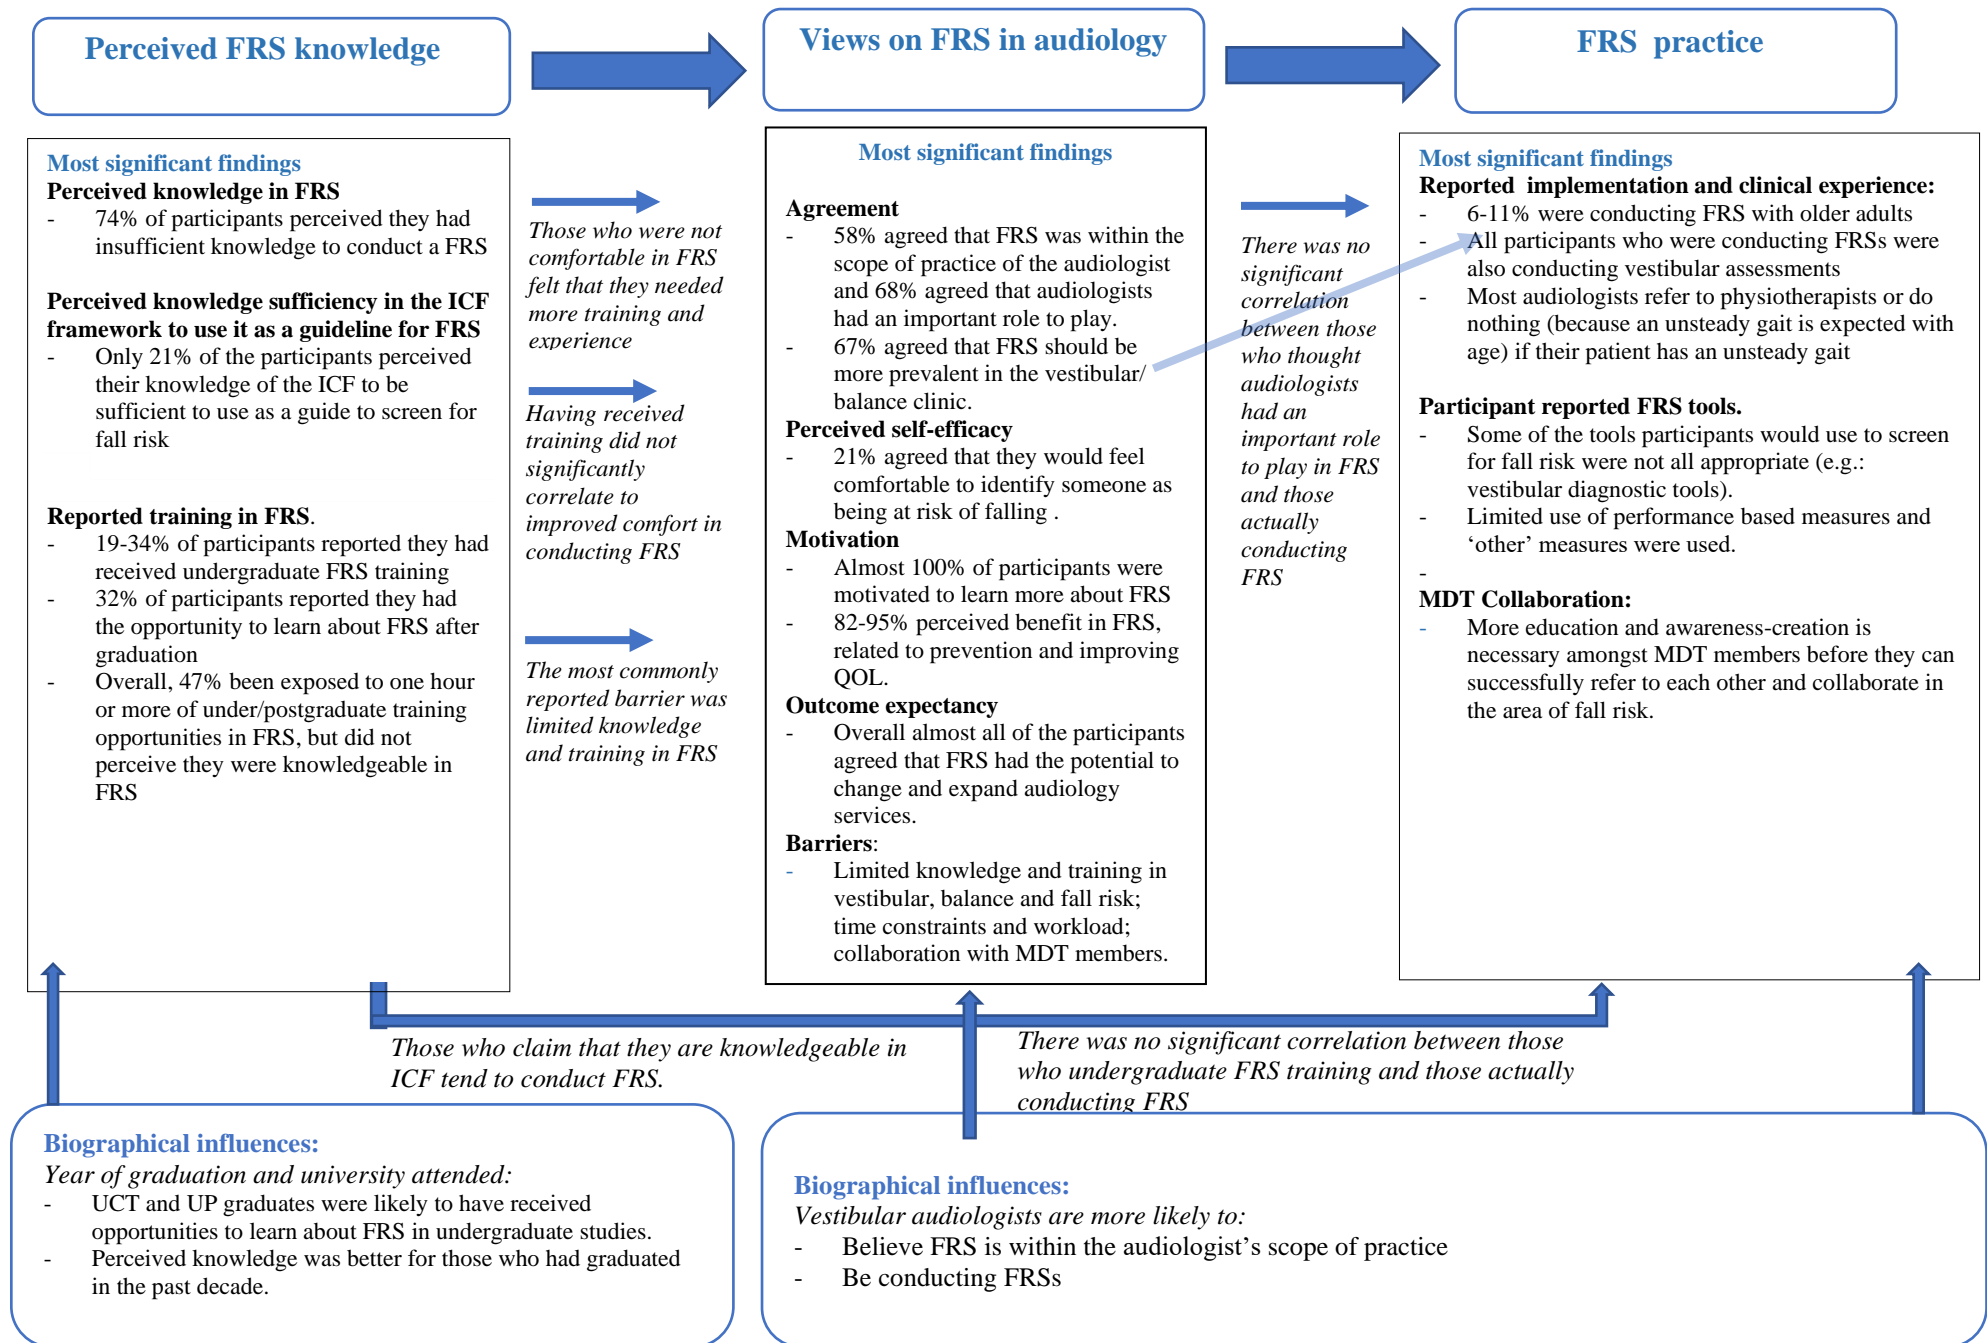 Perceived FRS knowledge
Views on FRS in audiology
FRS practice
Most significant findings
Perceived knowledge in FRS
- 74% of participants perceived they had
insufficient knowledge to conduct a FRS
Perceived knowledge sufficiency in the ICF
framework to use it as a guideline for FRS
- Only 21% of the participants perceived
their knowledge of the ICF to be
sufficient to use as a guide to screen for
fall risk
Reported training in FRS.
- 19-34% of participants reported they had
received undergraduate FRS training
- 32% of participants reported they had
the opportunity to learn about FRS after
graduation
- Overall, 47% been exposed to one hour
or more of under/postgraduate training
opportunities in FRS, but did not
perceive they were knowledgeable in
FRS
Those who were not
comfortable in FRS
felt that they needed
more training and
experience
Having received
training did not
significantly
correlate to
improved comfort in
conducting FRS
The most commonly
reported barrier was
limited knowledge
and training in FRS
Most significant findings
Agreement
- 58% agreed that FRS was within the
scope of practice of the audiologist
and 68% agreed that audiologists
had an important role to play.
- 67% agreed that FRS should be
more prevalent in the vestibular/
balance clinic.
Perceived self-efficacy
- 21% agreed that they would feel
comfortable to identify someone as
being at risk of falling .
Motivation
- Almost 100% of participants were
motivated to learn more about FRS
- 82-95% perceived benefit in FRS,
related to prevention and improving
QOL.
Outcome expectancy
- Overall almost all of the participants
agreed that FRS had the potential to
change and expand audiology
services.
Barriers:
- Limited knowledge and training in
vestibular, balance and fall risk;
time constraints and workload;
collaboration with MDT members.
There was no
significant
correlation
between those
who thought
audiologists
had an
important role
to play in FRS
and those
actually
conducting
FRS
Most significant findings
Reported implementation and clinical experience:
- 6-11% were conducting FRS with older adults
- All participants who were conducting FRSs were
also conducting vestibular assessments
- Most audiologists refer to physiotherapists or do
nothing (because an unsteady gait is expected with
age) if their patient has an unsteady gait
Participant reported FRS tools.
- Some of the tools participants would use to screen
for fall risk were not all appropriate (e.g.:
vestibular diagnostic tools).
- Limited use of performance based measures and
‘other’ measures were used.
-
MDT Collaboration:
- More education and awareness-creation is
necessary amongst MDT members before they can
successfully refer to each other and collaborate in
the area of fall risk.
Those who claim that they are knowledgeable in
ICF tend to conduct FRS.
There was no significant correlation between those
who undergraduate FRS training and those actually
conducting FRS
Biographical influences:
Year of graduation and university attended:
- UCT and UP graduates were likely to have received
opportunities to learn about FRS in undergraduate studies.
- Perceived knowledge was better for those who had graduated
in the past decade.
Biographical influences:
Vestibular audiologists are more likely to:
- Believe FRS is within the audiologist’s scope of practice
- Be conducting FRSs